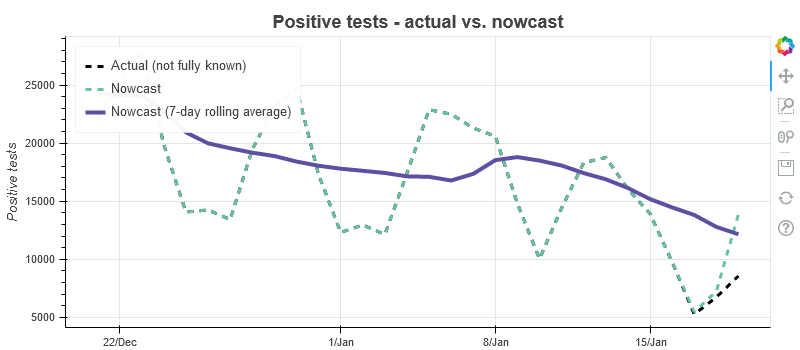 Positive tests - actual vs. nowcast
Actual (not fully known)
Nowcast
Nowcast (7-day rolling average)
Positive tests
25000
20000
15000
10000
5000
22/Dec
1/Jan
8/Jan
15/Jan